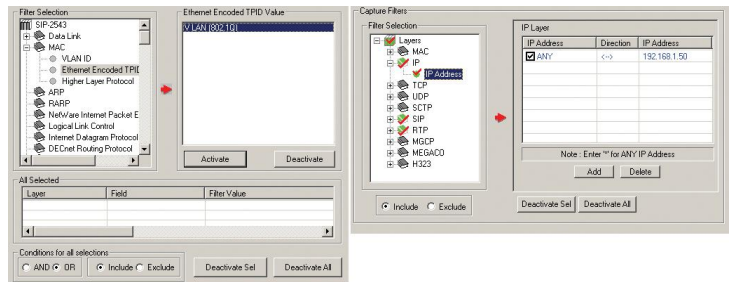 Filter Selection
SIP-2543
Data Link
MAC
VLAN ID
Ethernet Encoded TPID
Higher Layer Protocol
ARP
RARP
NetWare Internet Packet E
Logical Link Control
Internet Datagram Protocol
DECnet Routing Protocol
Ethernet Encoded TPID Value
VLAN (802.1Q)
Activate
Deactivate
All Selected
Layer
Field
Filter Value
Conditions for all selections
AND
OR
Include
Exclude
Deactivate Sel
Deactivate All
Capture Filters
Filter Selection
Layers
MAC
IP
IP Address
TCP
UDP
SCTP
SIP
RTP
MGCP
MEGACO
H323
Include
Exclude
IP Layer
IP Address
Direction
IP Address
ANY
<-->
192.168.1.50
Note : Enter "*" for ANY IP Address
Add
Delete
Deactivate Sel
Deactivate All